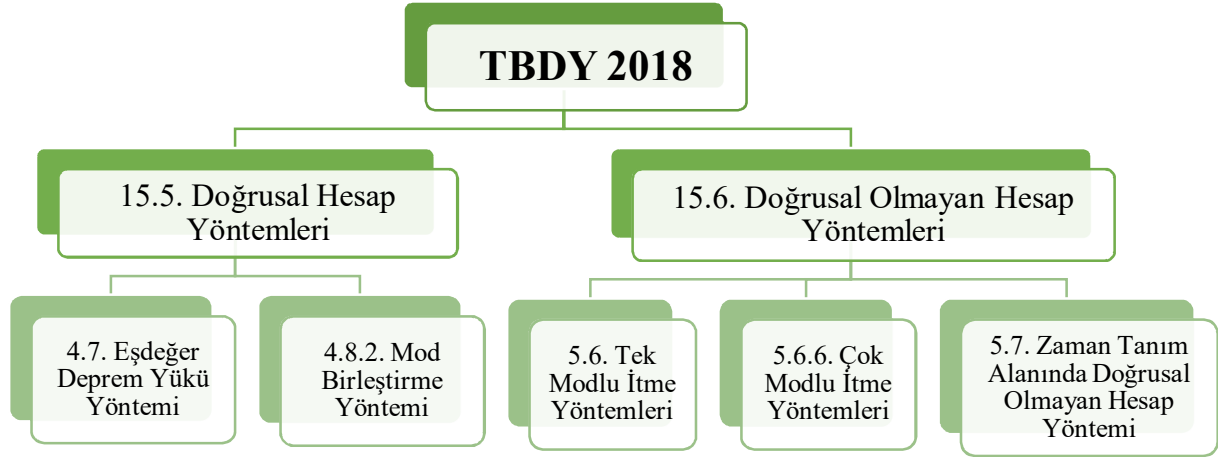 TBDY 2018
15.5. Doğrusal Hesap
Yöntemleri
15.6. Doğrusal Olmayan Hesap
Yöntemleri
4.7. Eşdeğer
Deprem Yükü
Yöntemi
4.8.2. Mod
Birleştirme
Yöntemi
5.6. Tek
Modlu İtme
Yöntemleri
5.6.6. Çok
Modlu İtme
Yöntemleri
5.7. Zaman Tanım
Alanında Doğrusal
Olmayan Hesap
Yöntemi